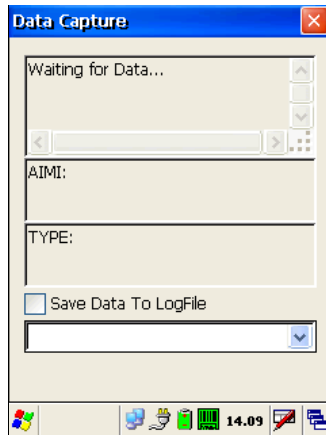 Data Capture
Waiting for Data...
AIMI:
TYPE:
Save Data To LogFile
14.09